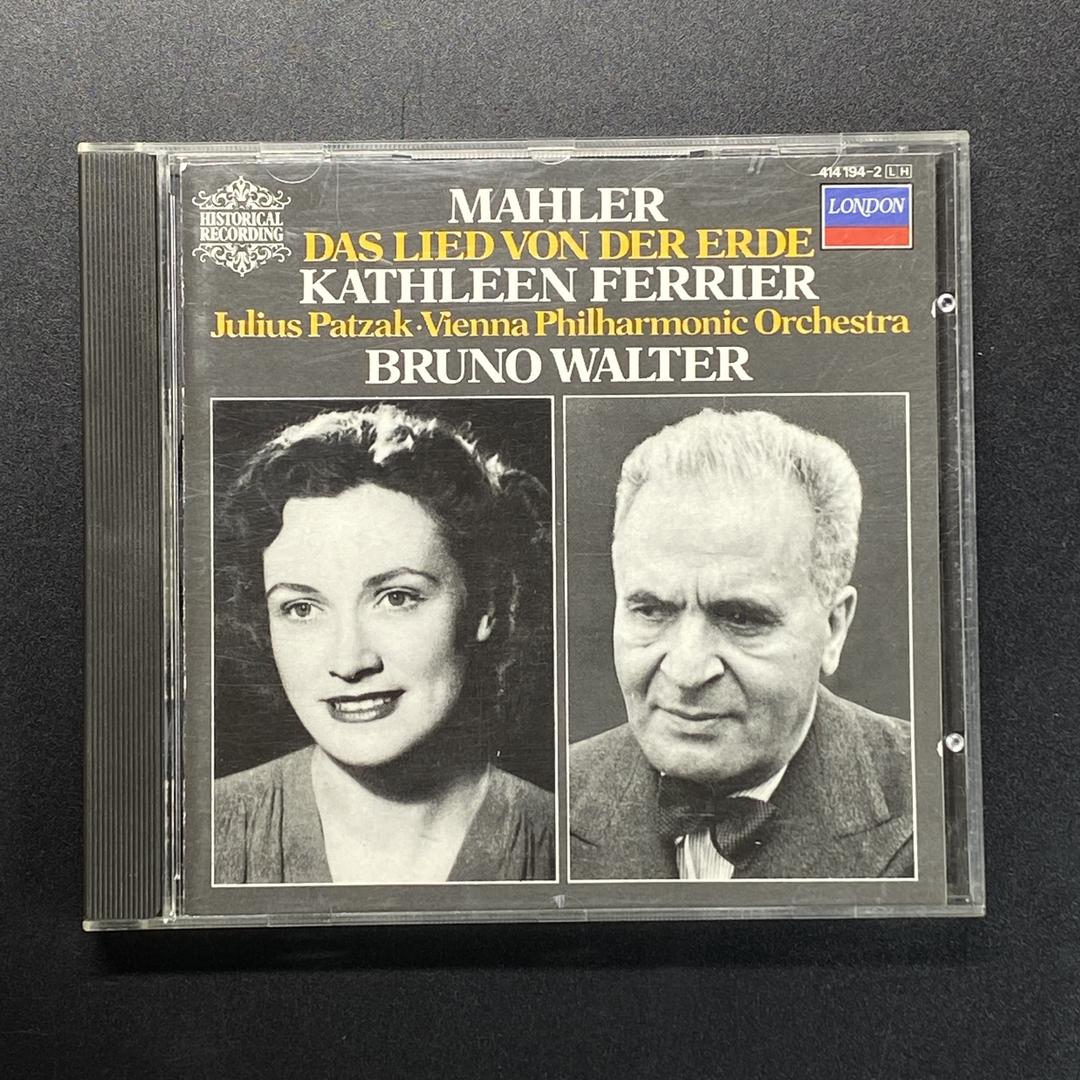 414 194-2 LH
HISTORICAL
RECORDING
LONDON
MAHLER
DAS LIED VON DER ERDE
KATHLEEN FERRIER
Julius Patzak · Vienna Philharmonic Orchestra
BRUNO WALTER